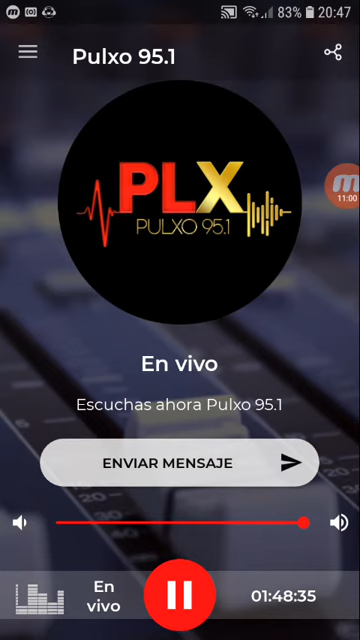 83% 20:47
Pulxo 95.1
PLX
PULXO 95.1
11:00
En vivo
Escuchas ahora Pulxo 95.1
ENVIAR MENSAJE
En
vivo
01:48:35